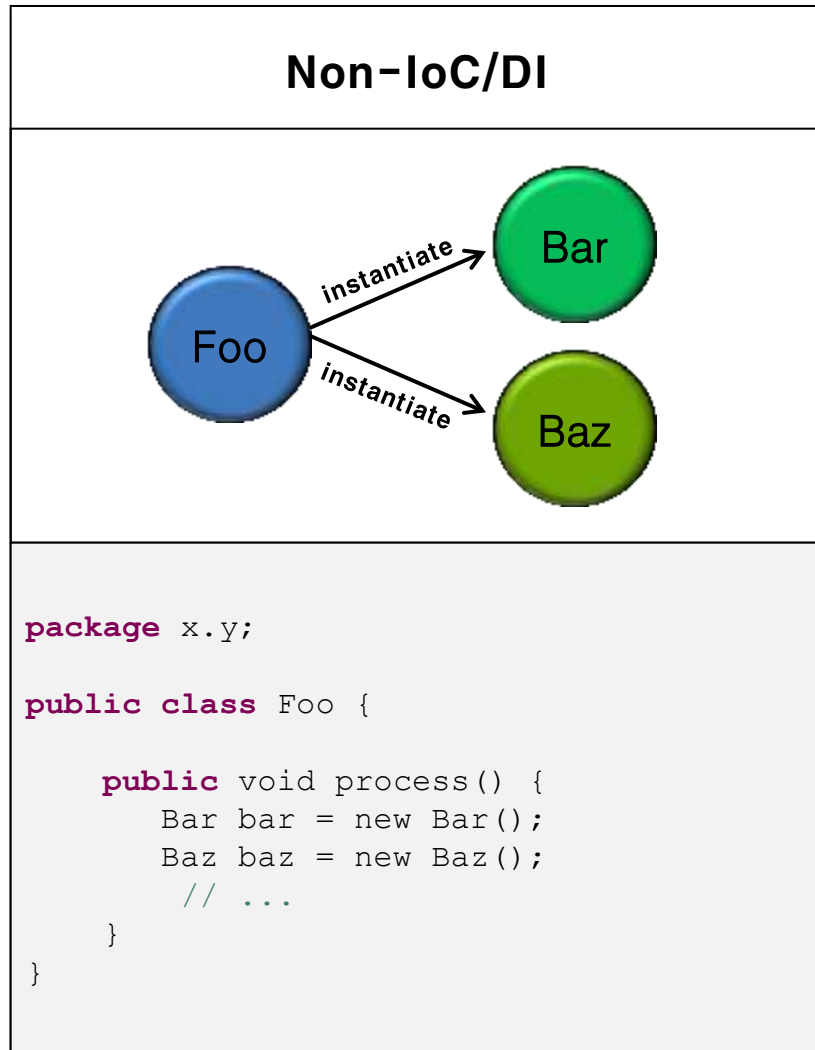 Non-IoC/DI
instantiate
Bar
Foo
instantiate
Baz
package x.y;
public class Foo {
    public void process() {
       Bar bar = new Bar();
       Baz baz = new Baz();
        // ...
    }
}